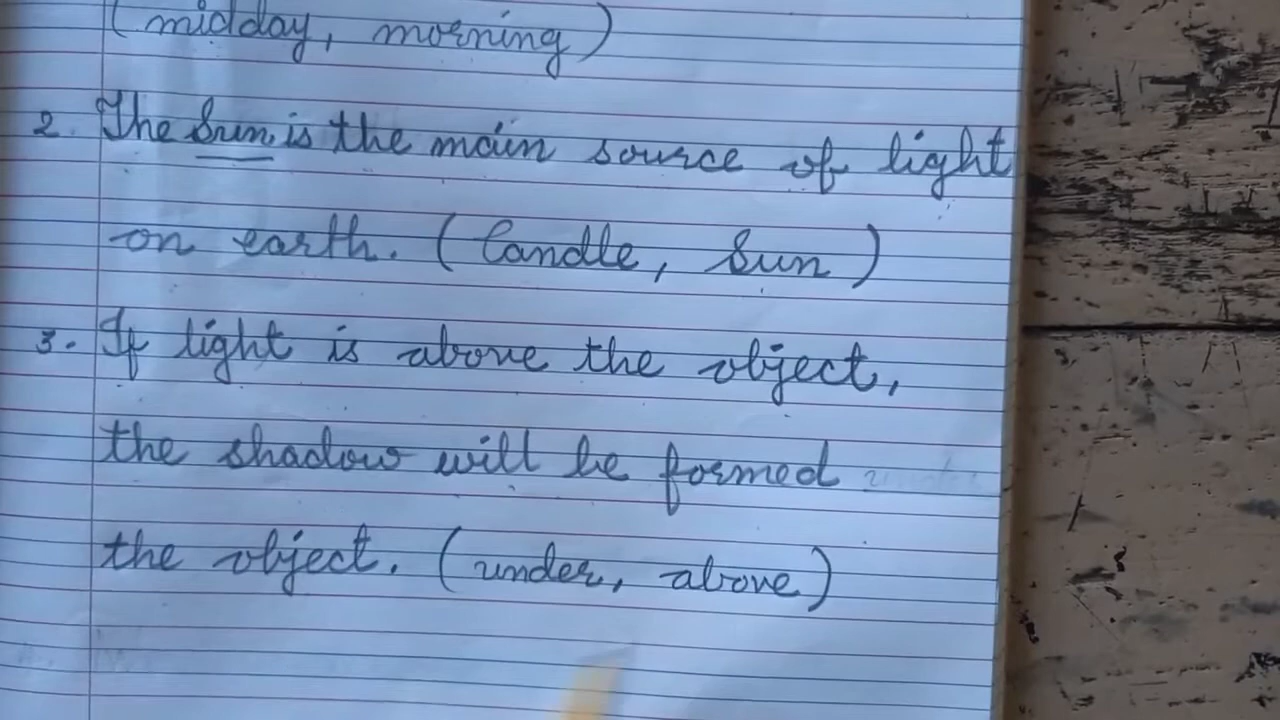 (midday, morning)
2. The Sun is the main source of light
on earth. (Candle, Sun)
3. If light is above the object,
the shadow will be formed
the object. (under, above)